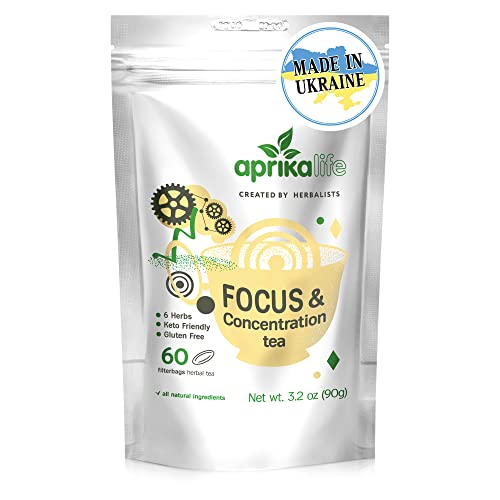 MADE IN
UKRAINE
aprikalife
CREATED BY HERBALISTS
FOCUS &
Concentration
tea
• 6 Herbs
• Keto Friendly
• Gluten Free
60
filterbags herbal tea
✓ all natural ingredients
Net wt. 3.2 oz (90g)